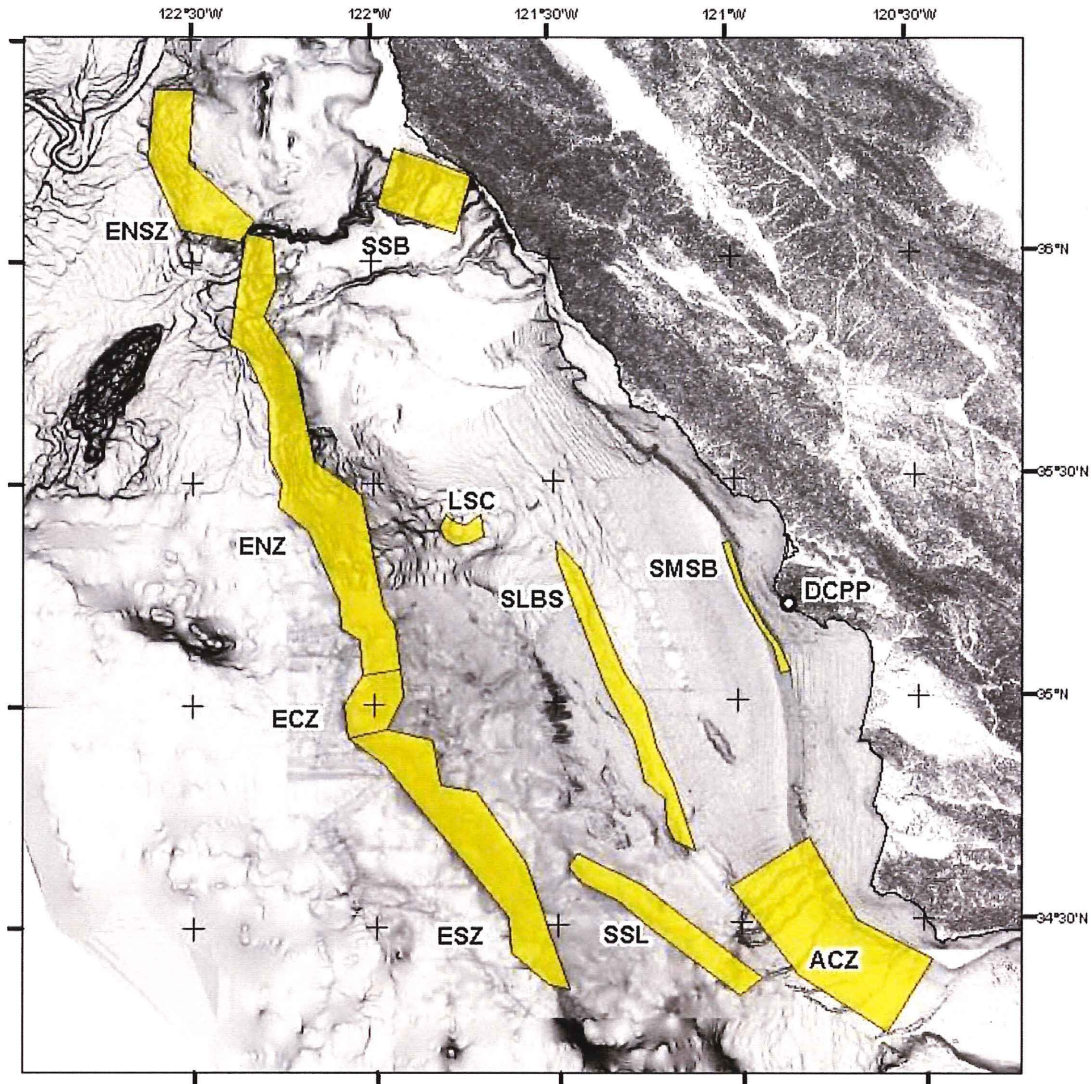 122°30'W 122°W 121°30'W 121°W 120°30'W
ENSZ
SSB
36°N
35°30'N
LSC
ENZ
SMSB
DCPP
SLBS
35°N
ECZ
34°30'N
ESZ
SSL
ACZ